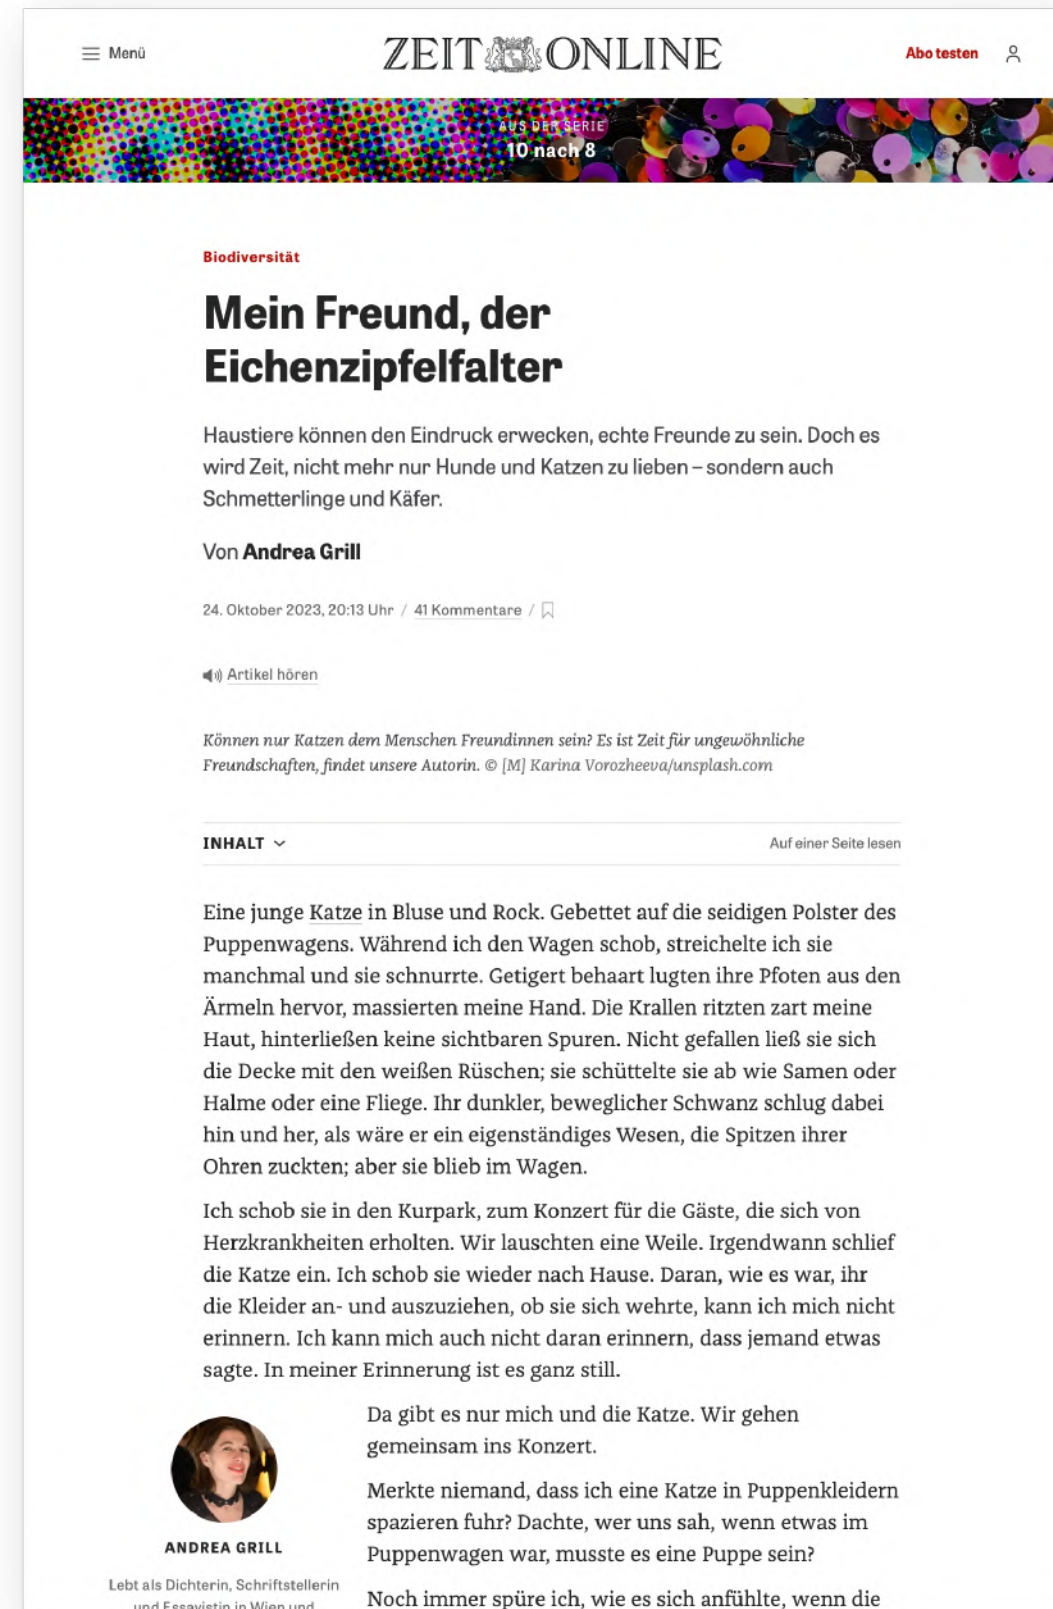 Menü
ZEIT ONLINE
Abo testen
AUS DER SERIE
10 nach 8
Biodiversität
Mein Freund, der
Eichenzipfelfalter
Haustiere können den Eindruck erwecken, echte Freunde zu sein. Doch es
wird Zeit, nicht mehr nur Hunde und Katzen zu lieben – sondern auch
Schmetterlinge und Käfer.
Von Andrea Grill
24. Oktober 2023, 20:13 Uhr / 41 Kommentare /
Artikel hören
Können nur Katzen dem Menschen Freundinnen sein? Es ist Zeit für ungewöhnliche
Freundschaften, findet unsere Autorin. © [M] Karina Vorozheeva/unsplash.com
INHALT
Auf einer Seite lesen
Eine junge Katze in Bluse und Rock. Gebettet auf die seidigen Polster des
Puppenwagens. Während ich den Wagen schob, streichelte ich sie
manchmal und sie schnurrte. Getigert behaart lugten ihre Pfoten aus den
Ärmeln hervor, massierten meine Hand. Die Krallen ritzten zart meine
Haut, hinterließen keine sichtbaren Spuren. Nicht gefallen ließ sie sich
die Decke mit den weißen Rüschen; sie schüttelte sie ab wie Samen oder
Halme oder eine Fliege. Ihr dunkler, beweglicher Schwanz schlug dabei
hin und her, als wäre er ein eigenständiges Wesen, die Spitzen ihrer
Ohren zuckten; aber sie blieb im Wagen.
Ich schob sie in den Kurpark, zum Konzert für die Gäste, die sich von
Herzkrankheiten erholten. Wir lauschten eine Weile. Irgendwann schlief
die Katze ein. Ich schob sie wieder nach Hause. Daran, wie es war, ihr
die Kleider an- und auszuziehen, ob sie sich wehrte, kann ich mich nicht
erinnern. Ich kann mich auch nicht daran erinnern, dass jemand etwas
sagte. In meiner Erinnerung ist es ganz still.
Da gibt es nur mich und die Katze. Wir gehen
gemeinsam ins Konzert.
Merkte niemand, dass ich eine Katze in Puppenkleidern
spazieren fuhr? Dachte, wer uns sah, wenn etwas im
Puppenwagen war, musste es eine Puppe sein?
Noch immer spüre ich, wie es sich anfühlte, wenn die
ANDREA GRILL
Lebt als Dichterin, Schriftstellerin
und Essayistin in Wien und